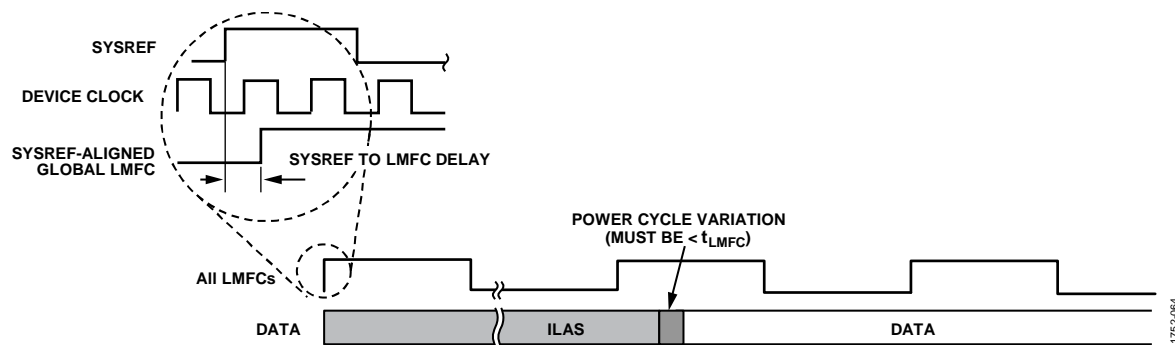 SYSREF
DEVICE CLOCK
SYSREF-ALIGNED
GLOBAL LMFC
SYSREF TO LMFC DELAY
POWER CYCLE VARIATION
(MUST BE < tLMFC)
All LMFCs
DATA
ILAS
DATA